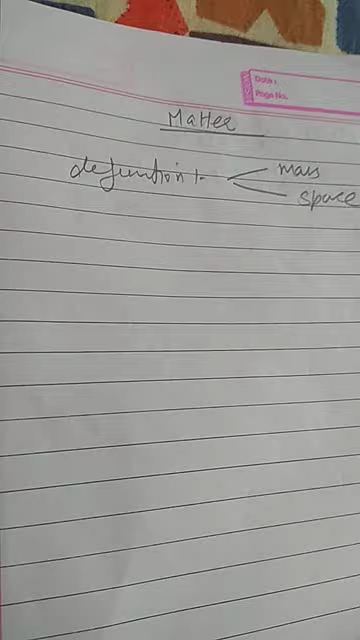 Date :
Page No.
Matter
defination :- mass
space